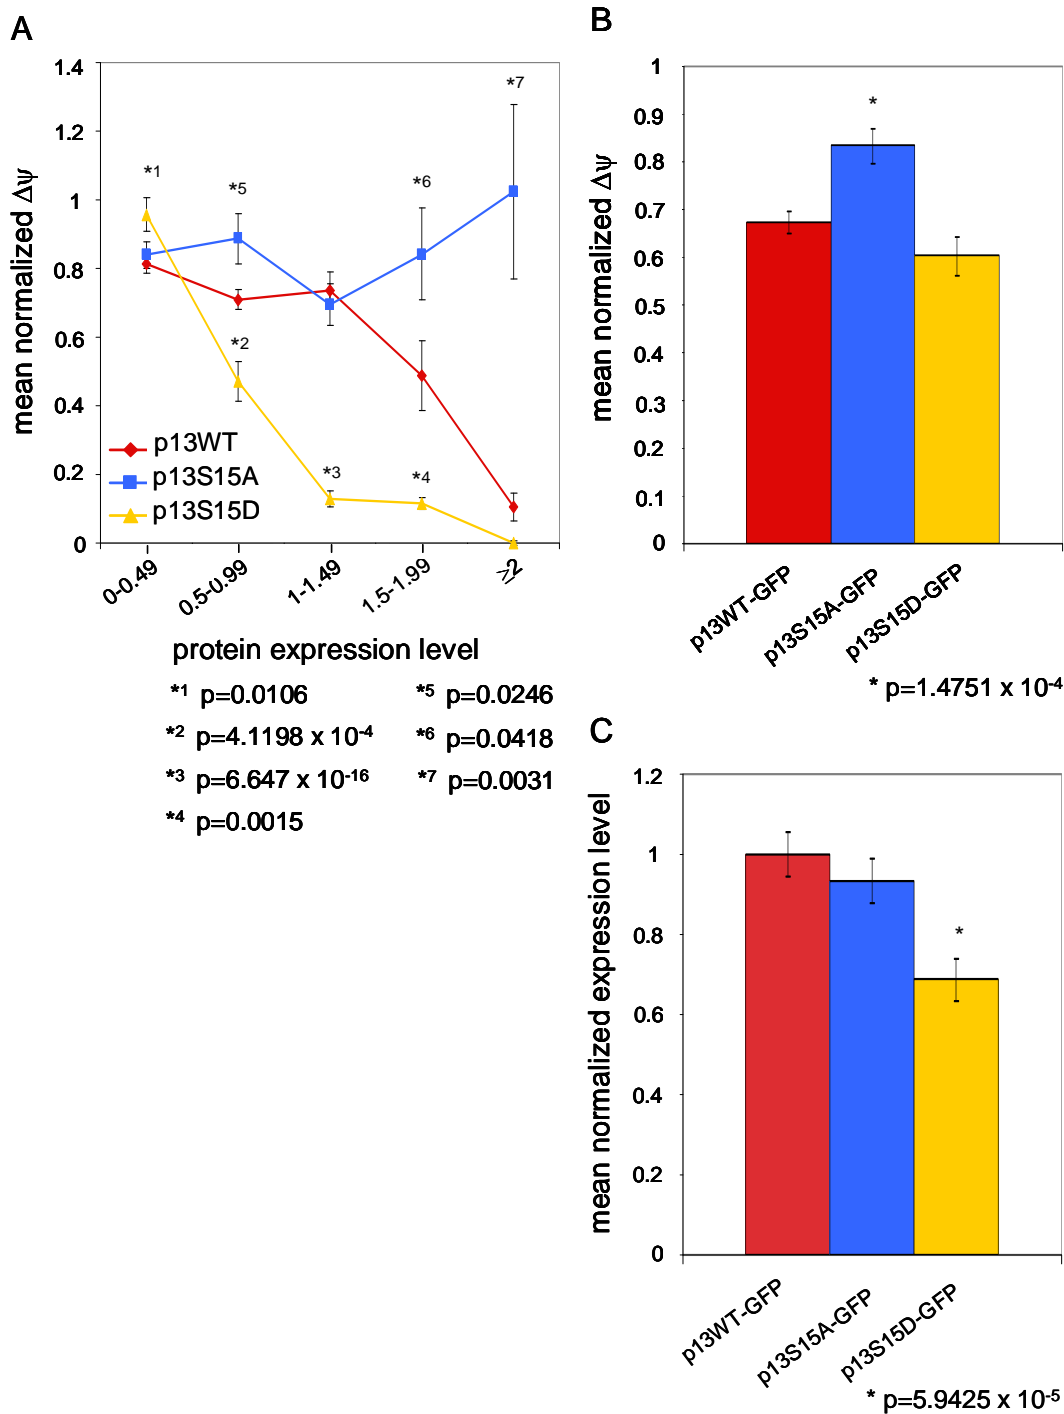 A
mean normalized Δψ
1.4
1.2
1
0.8
0.6
0.4
0.2
0
*1
*5
*2
*3
*6
*4
*7
p13WT
p13S15A
p13S15D
0-0.49
0.5-0.99
1-1.49
1.5-1.99
≥2
protein expression level
*1 p=0.0106
*2 p=4.1198 x 10-4
*3 p=6.647 x 10-16
*4 p=0.0015
*5 p=0.0246
*6 p=0.0418
*7 p=0.0031
B
mean normalized Δψ
1
0.9
0.8
0.7
0.6
0.5
0.4
0.3
0.2
0.1
0
*
p13WT-GFP
p13S15A-GFP
p13S15D-GFP
* p=1.4751 x 10-4
C
mean normalized expression level
1.2
1
0.8
0.6
0.4
0.2
0
*
p13WT-GFP
p13S15A-GFP
p13S15D-GFP
* p=5.9425 x 10-5